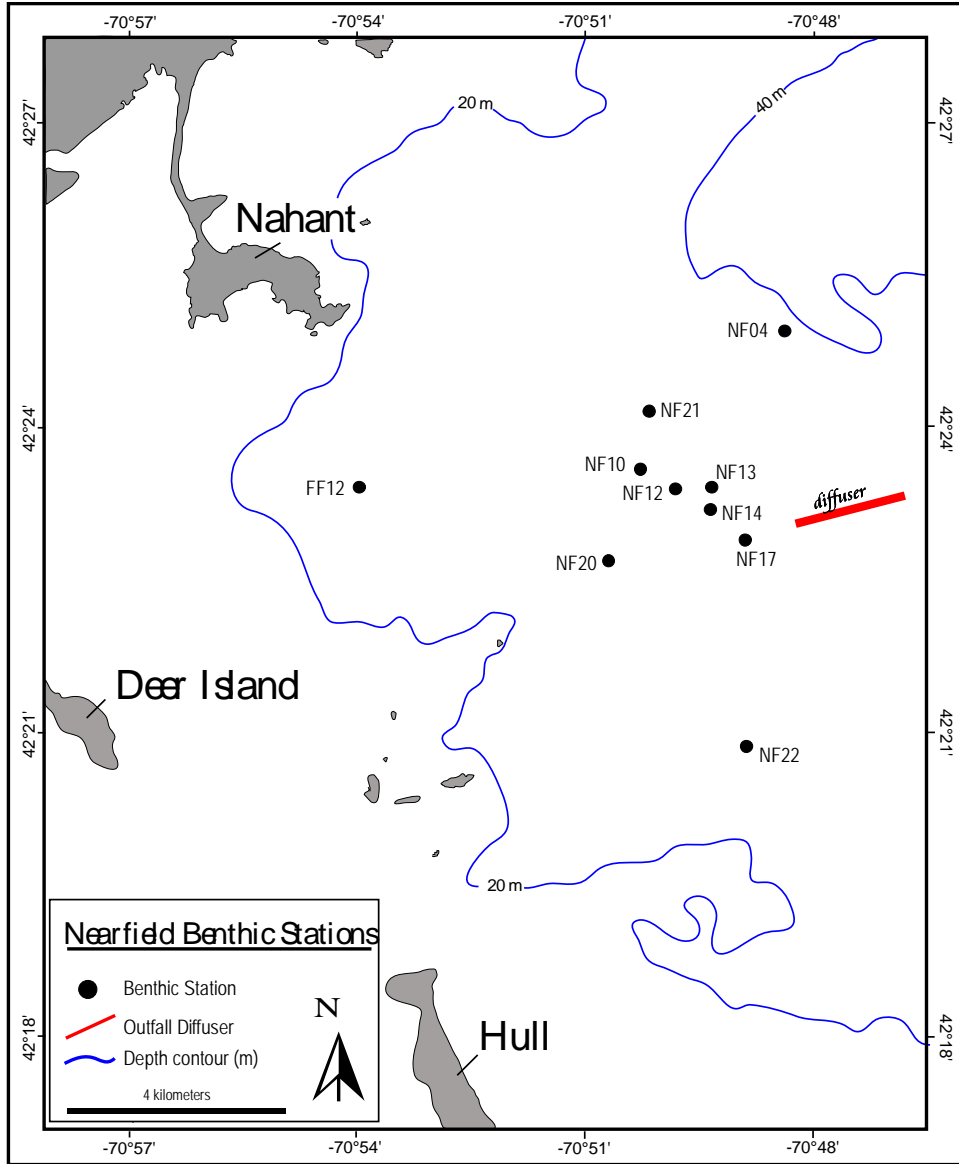 -70°57' -70°54' -70°51' -70°48'
42°27' 42°27'
20 m
40 m
Nahant
NF04
NF21
42°24' 42°24'
NF10
NF13
FF12
NF12
diffuser
NF14
NF17
NF20
Deer Island
42°21' 42°21'
NF22
20 m
Nearfield Benthic Stations
Benthic Station
N
Outfall Diffuser
Hull
42°18' 42°18'
Depth contour (m)
4 kilometers
-70°57' -70°54' -70°51' -70°48'